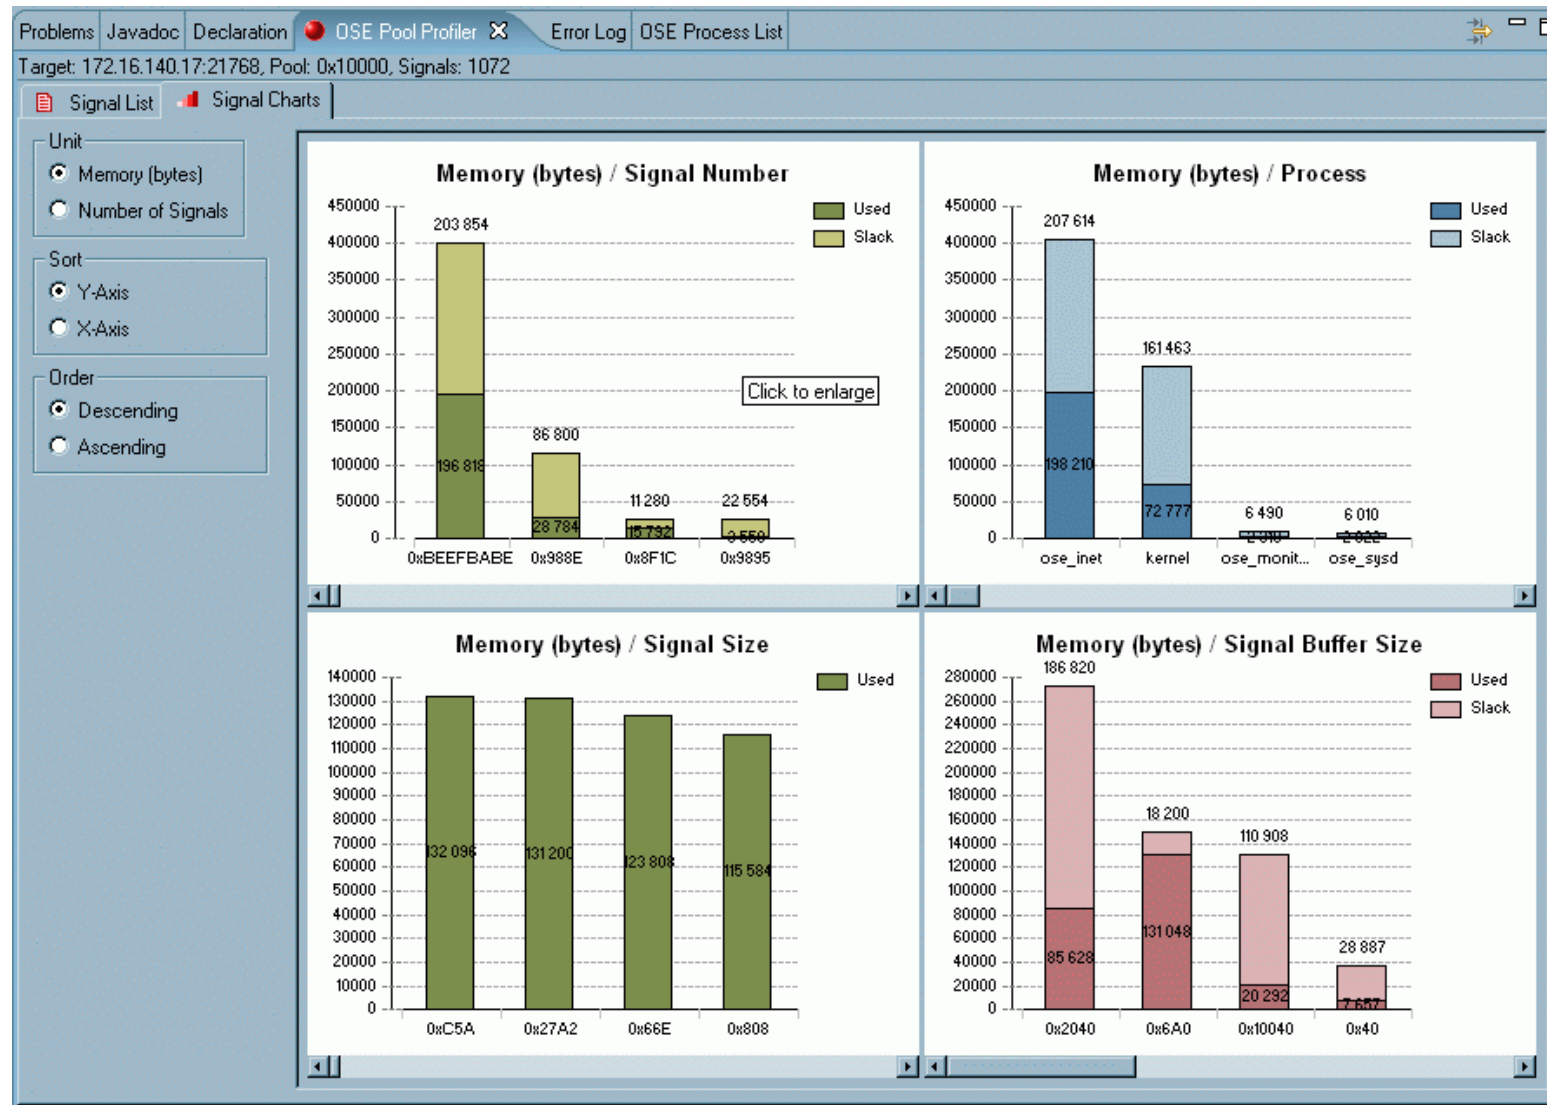 Problems Javadoc Declaration OSE Pool Profiler Error Log OSE Process List
Target: 172.16.140.17:21768, Pool: 0x10000, Signals: 1072
Signal List Signal Charts
Unit
Memory (bytes)
Number of Signals
Sort
Y-Axis
X-Axis
Order
Descending
Ascending
Memory (bytes) / Signal Number
450000
400000
350000
300000
250000
200000
150000
100000
50000
0
203 854
196 818
86 800
28 784
11 280
15 792
22 554
0xBEEFBABE 0x988E 0x8F1C 0x9895
Used
Slack
Click to enlarge
Memory (bytes) / Process
450000
400000
350000
300000
250000
200000
150000
100000
50000
0
207 614
198 210
161 463
72 777
6 490
6 010
ose_inet kernel ose_monit... ose_sysd
Used
Slack
Memory (bytes) / Signal Size
140000
130000
120000
110000
100000
90000
80000
70000
60000
50000
40000
30000
20000
10000
0
132 096
131 200
123 808
115 584
0xC5A 0x27A2 0x66E 0x808
Used
Memory (bytes) / Signal Buffer Size
280000
260000
240000
220000
200000
180000
160000
140000
120000
100000
80000
60000
40000
20000
0
186 820
85 628
18 200
131 048
110 908
20 292
28 887
7 657
0x2040 0x6A0 0x10040 0x40
Used
Slack